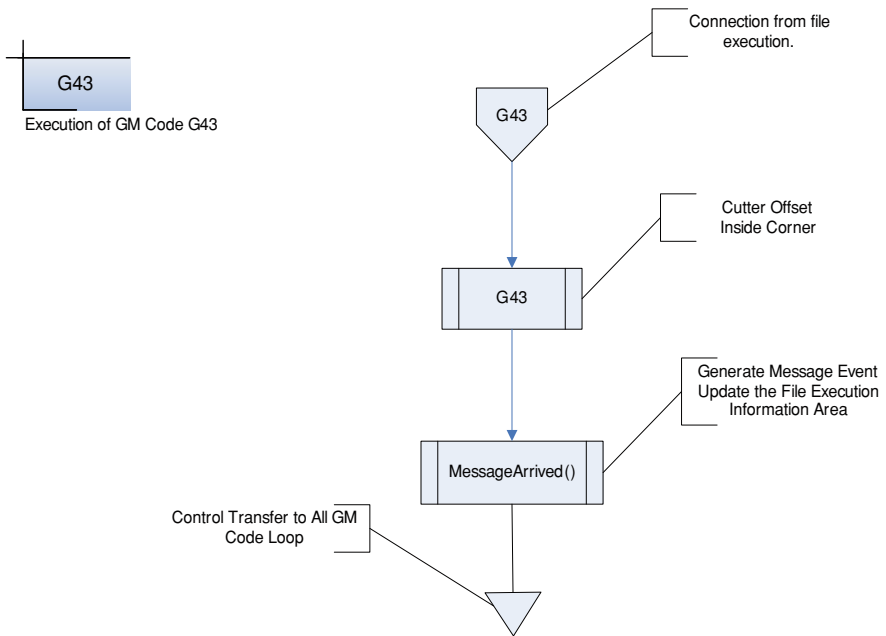 G43
Execution of GM Code G43
Connection from file
execution.
G43
Cutter Offset
Inside Corner
G43
Generate Message Event
Update the File Execution
Information Area
MessageArrived()
Control Transfer to All GM
Code Loop